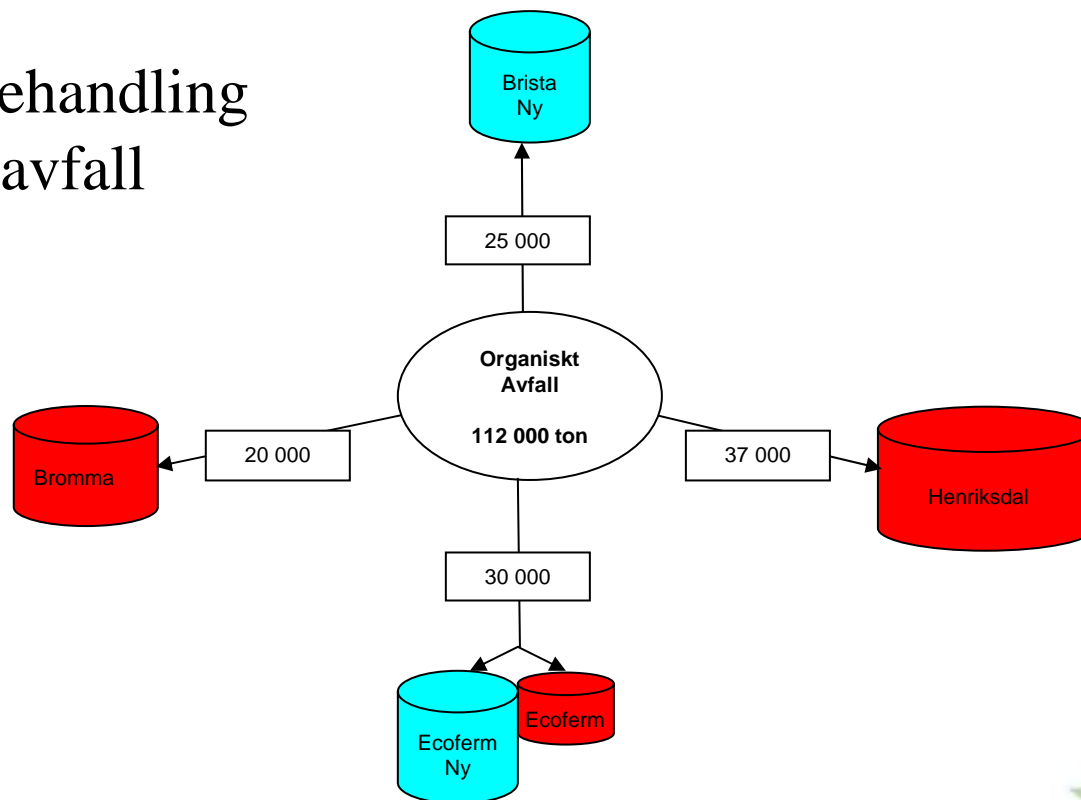 ehandling
avfall
Brista
Ny
25 000
Organiskt
Avfall
112 000 ton
Bromma
20 000
37 000
Henriksdal
30 000
Ecoferm
Ny
Ecoferm